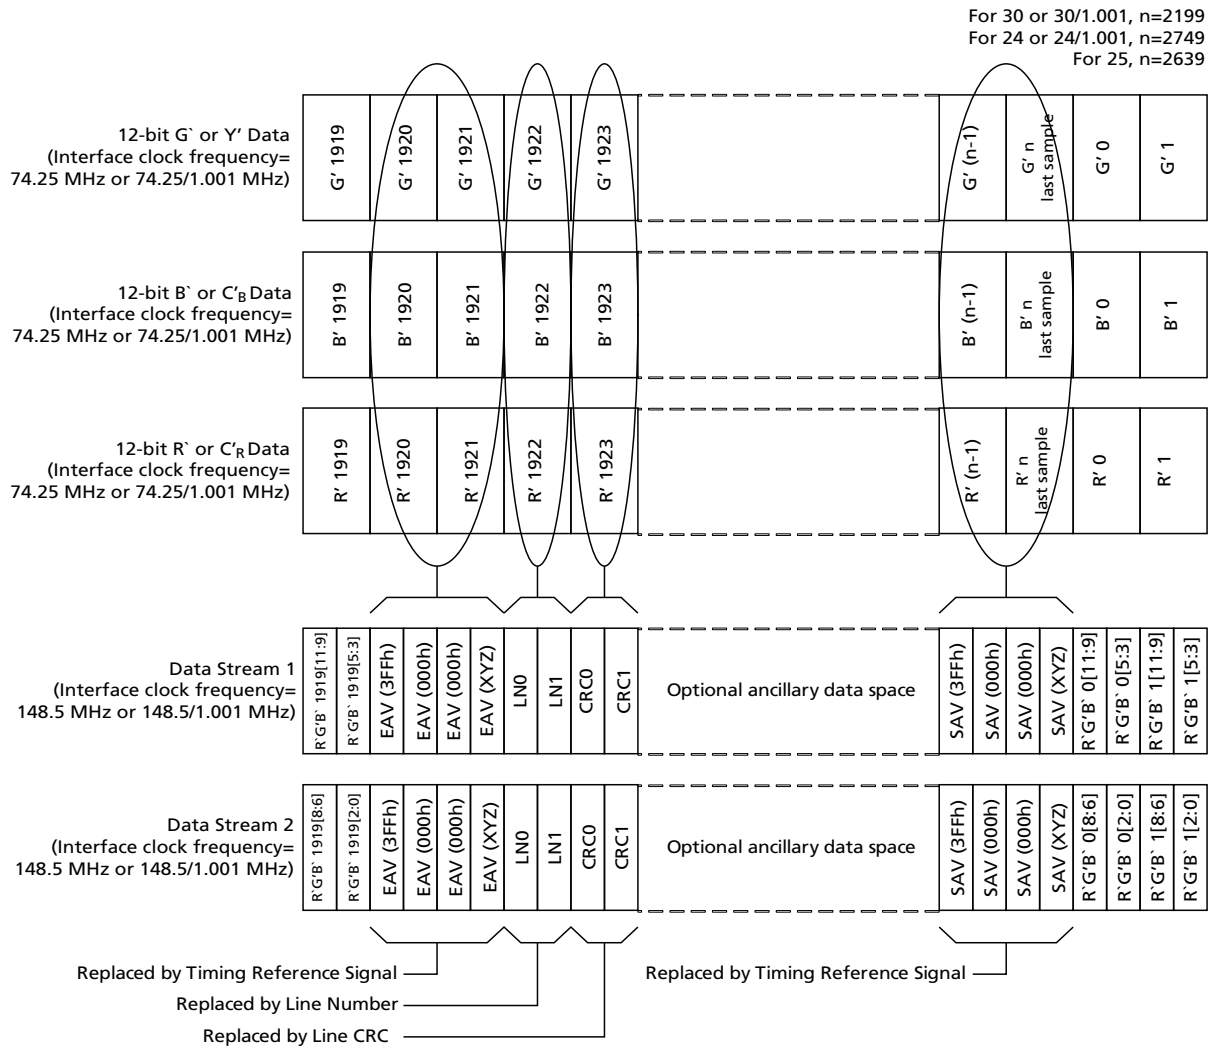 For 30 or 30/1.001, n=2199
For 24 or 24/1.001, n=2749
For 25, n=2639
12-bit G` or Y’ Data
(Interface clock frequency=
74.25 MHz or 74.25/1.001 MHz)
G’ 1919
G’ 1920
G’ 1921
G’ 1922
G’ 1923
G’ (n-1)
G’ n
last sample
G’ 0
G’ 1
12-bit B` or C’B Data
(Interface clock frequency=
74.25 MHz or 74.25/1.001 MHz)
B’ 1919
B’ 1920
B’ 1921
B’ 1922
B’ 1923
B’ (n-1)
B’ n
last sample
B’ 0
B’ 1
12-bit R` or C’R Data
(Interface clock frequency=
74.25 MHz or 74.25/1.001 MHz)
R’ 1919
R’ 1920
R’ 1921
R’ 1922
R’ 1923
R’ (n-1)
R’ n
last sample
R’ 0
R’ 1
Data Stream 1
(Interface clock frequency=
148.5 MHz or 148.5/1.001 MHz)
R`G’B` 1919[11:9]
R`G’B` 1919[5:3]
EAV (3FFh)
EAV (000h)
EAV (000h)
EAV (XYZ)
LN0
LN1
CRC0
CRC1
Optional ancillary data space
SAV (3FFh)
SAV (000h)
SAV (000h)
SAV (XYZ)
R`G’B` 0[11:9]
R`G’B` 0[5:3]
R`G’B` 1[11:9]
R`G’B` 1[5:3]
Data Stream 2
(Interface clock frequency=
148.5 MHz or 148.5/1.001 MHz)
R`G’B` 1919[8:6]
R`G’B` 1919[2:0]
EAV (3FFh)
EAV (000h)
EAV (000h)
EAV (XYZ)
LN0
LN1
CRC0
CRC1
Optional ancillary data space
SAV (3FFh)
SAV (000h)
SAV (000h)
SAV (XYZ)
R`G’B` 0[8:6]
R`G’B` 0[2:0]
R`G’B` 1[8:6]
R`G’B` 1[2:0]
Replaced by Timing Reference Signal
Replaced by Timing Reference Signal
Replaced by Line Number
Replaced by Line CRC